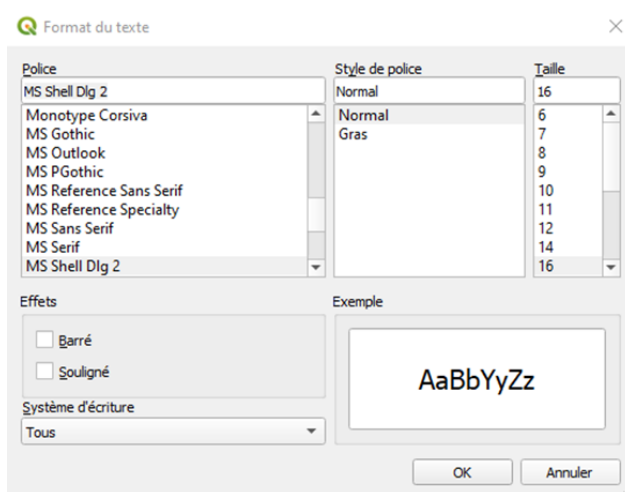 Format du texte
Police
MS Shell Dlg 2
Monotype Corsiva
MS Gothic
MS Outlook
MS PGothic
MS Reference Sans Serif
MS Reference Specialty
MS Sans Serif
MS Serif
MS Shell Dlg 2
Style de police
Normal
Normal
Gras
Taille
16
6
7
8
9
10
11
12
14
16
Effets
Barré
Souligné
Système d'écriture
Tous
Exemple
AaBbYyZz
OK
Annuler